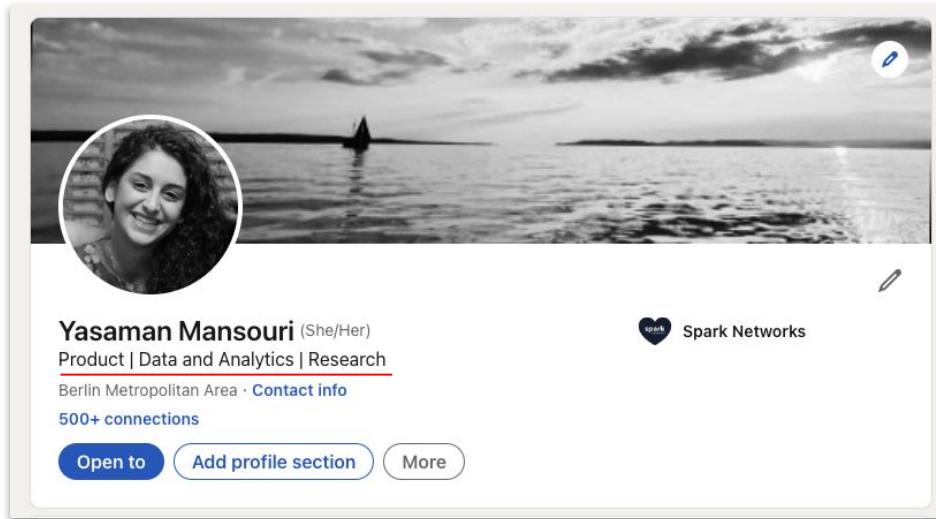 Yasaman Mansouri (She/Her)
Product | Data and Analytics | Research
Berlin Metropolitan Area · Contact info
500+ connections
Open to
Add profile section
More
spark
Spark Networks